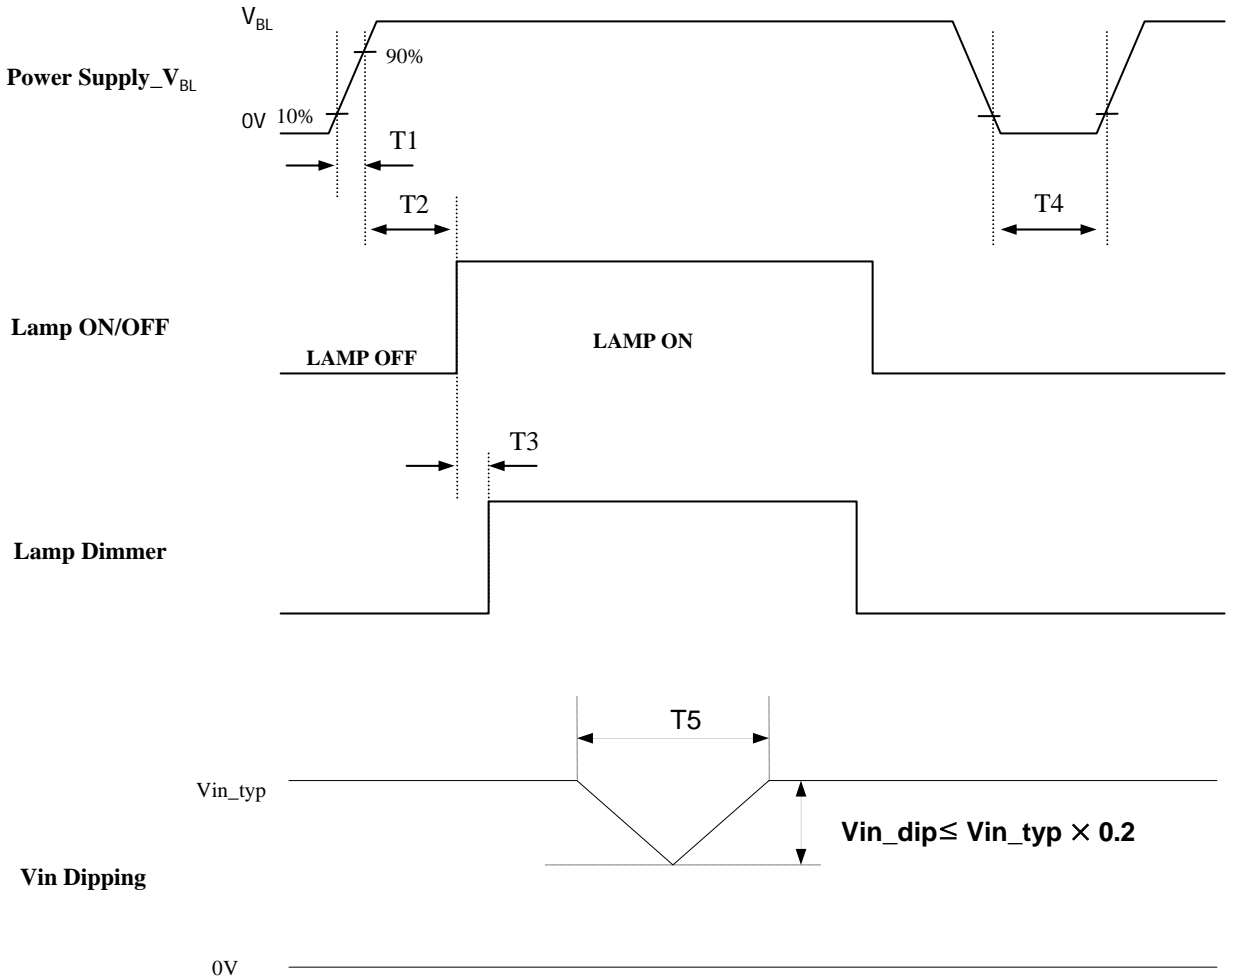 V_BL
90%
Power Supply_V_BL
0V 10%
T1
T2
T4
Lamp ON/OFF
LAMP ON
LAMP OFF
T3
Lamp Dimmer
T5
Vin_typ
Vin_dip≤ Vin_typ × 0.2
Vin Dipping
0V